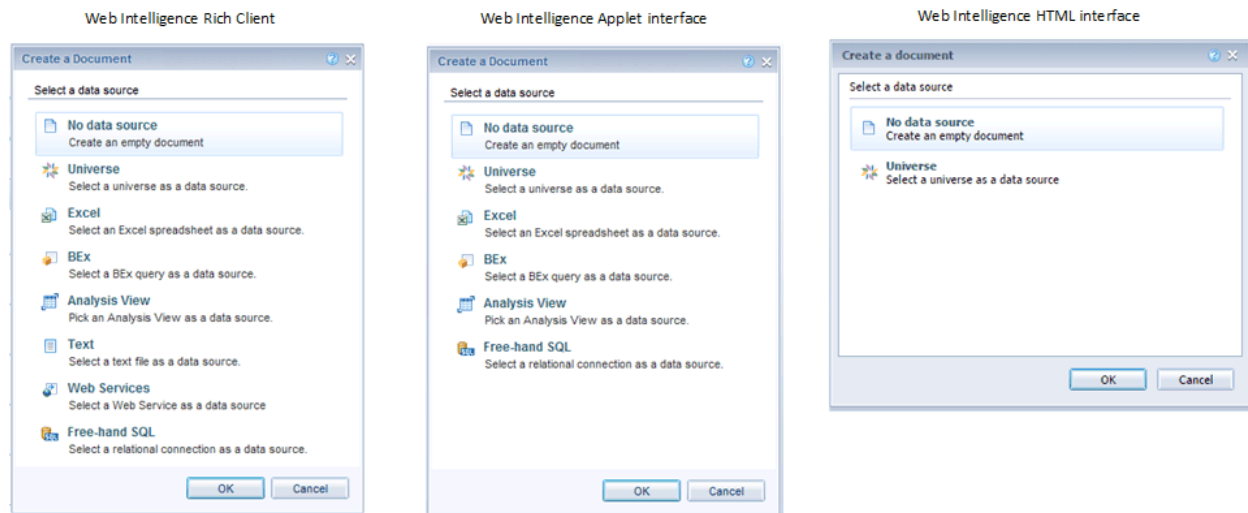 Web Intelligence Rich Client
Create a Document
Select a data source
No data source
Create an empty document
Universe
Select a universe as a data source.
Excel
Select an Excel spreadsheet as a data source.
BEx
Select a BEx query as a data source.
Analysis View
Pick an Analysis View as a data source.
Text
Select a text file as a data source.
Web Services
Select a Web Service as a data source
SQL
Free-hand SQL
Select a relational connection as a data source.
OK
Cancel
Web Intelligence Applet interface
Create a Document
Select a data source
No data source
Create an empty document
Universe
Select a universe as a data source.
Excel
Select an Excel spreadsheet as a data source.
BEx
Select a BEx query as a data source.
Analysis View
Pick an Analysis View as a data source.
SQL
Free-hand SQL
Select a relational connection as a data source.
OK
Cancel
Web Intelligence HTML interface
Create a document
Select a data source
No data source
Create an empty document
Universe
Select a universe as a data source
OK
Cancel